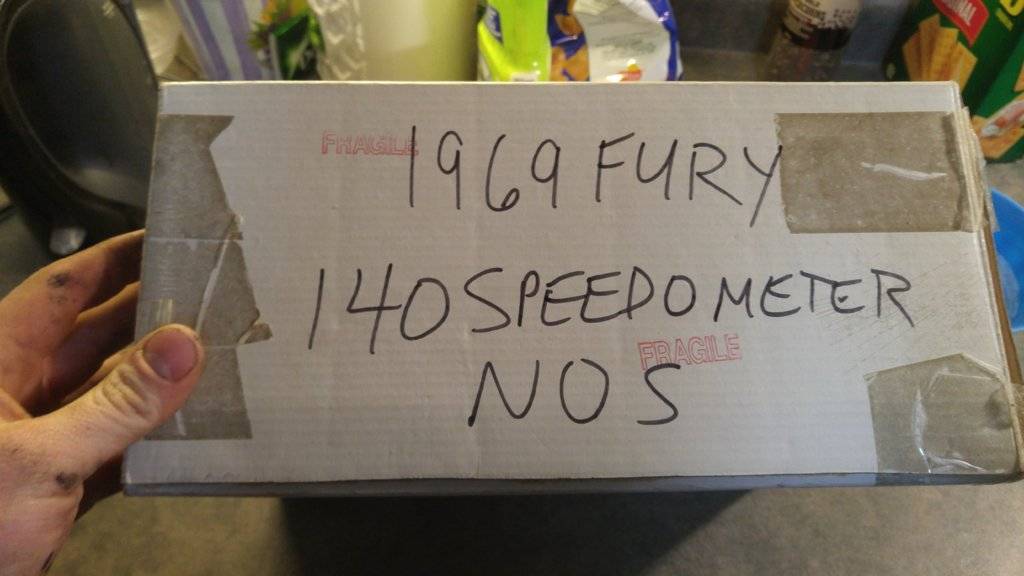 FRAGILE
1969 FURY
140 SPEEDOMETER
FRAGILE
NOS